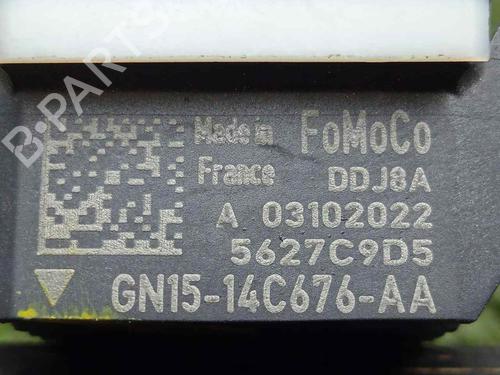 Made in FoMoCo
France DDJ8A
A 03102022
5627C9D5
GN15-14C676-AA
B-PARTS